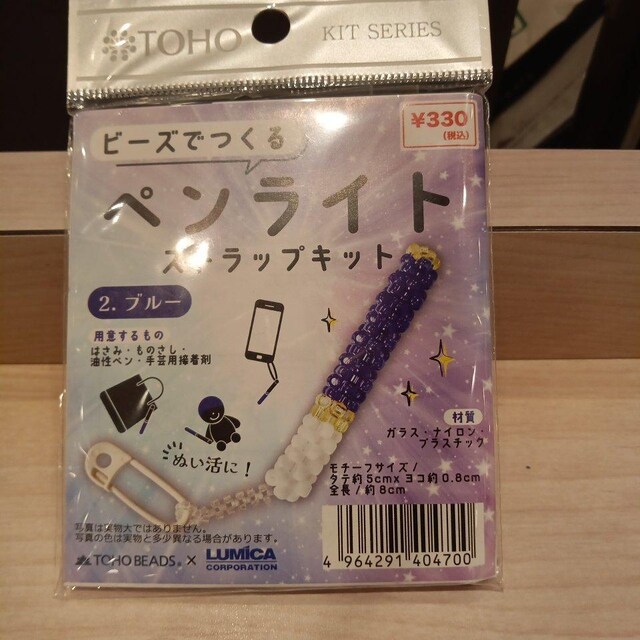 TOHO
KIT SERIES
¥330
(税込)
ビーズでつくる
ペンライト
ストラップキット
2. ブルー
用意するもの
はさみ・ものさし・
油性ペン・手芸用接着剤
ぬい活に!
材質
ガラス・ナイロン・
プラスチック
モチーフサイズ/
タテ約5cm×ヨコ約0.8cm
全長/約8cm
写真は実物大ではありません。
写真の色は実物と多少異なる場合があります。
TOHO BEADS® × LUMICA
CORPORATION
4 964291 404700